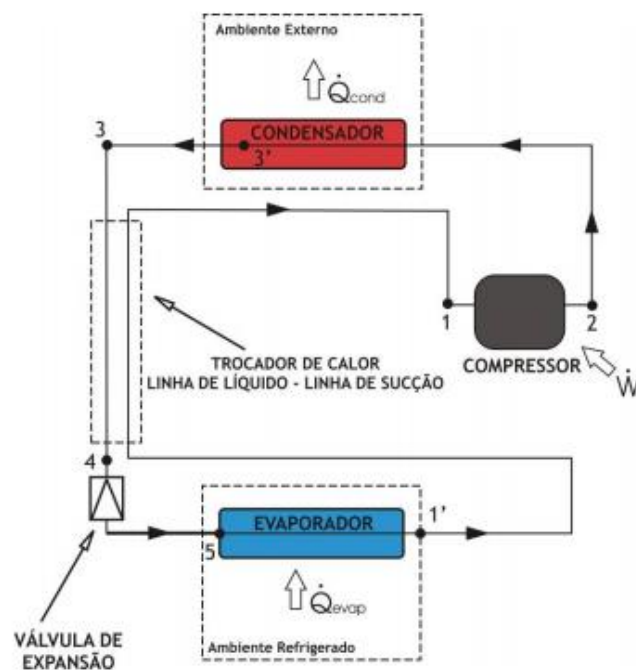 Ambiente Externo
Q̇cond
CONDENSADOR
3
3'
1
2
COMPRESSOR
Ẇ
TROCADOR DE CALOR
LINHA DE LÍQUIDO - LINHA DE SUCÇÃO
4
EVAPORADOR
1'
5
Q̇evap
VÁLVULA DE
EXPANSÃO
Ambiente Refrigerado